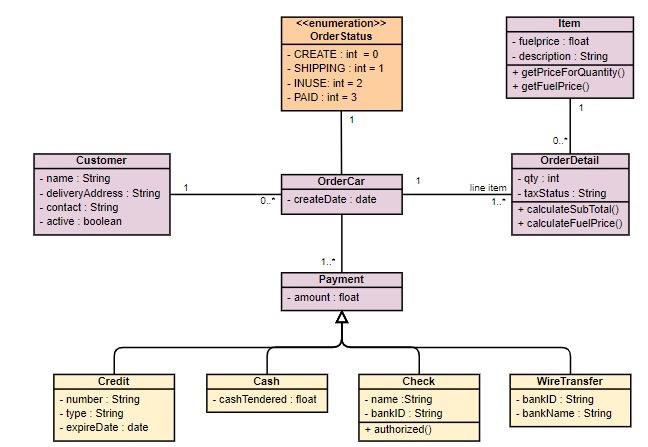 <<enumeration>>
OrderStatus
- CREATE : int  = 0
- SHIPPING : int = 1
- INUSE: int = 2
- PAID : int = 3
1
Item
- fuelprice : float
- description : String
+ getPriceForQuantity()
+ getFuelPrice()
1
0..*
Customer
- name : String
- deliveryAddress : String
- contact : String
- active : boolean
1
0..*
OrderCar
- createDate : date
1
line item
1..*
OrderDetail
- qty : int
- taxStatus : String
+ calculateSubTotal()
+ calculateFuelPrice()
1..*
Payment
- amount : float
Credit
- number : String
- type : String
- expireDate : date
Cash
- cashTendered : float
Check
- name :String
- bankID : String
+ authorized()
WireTransfer
- bankID : String
- bankName : String